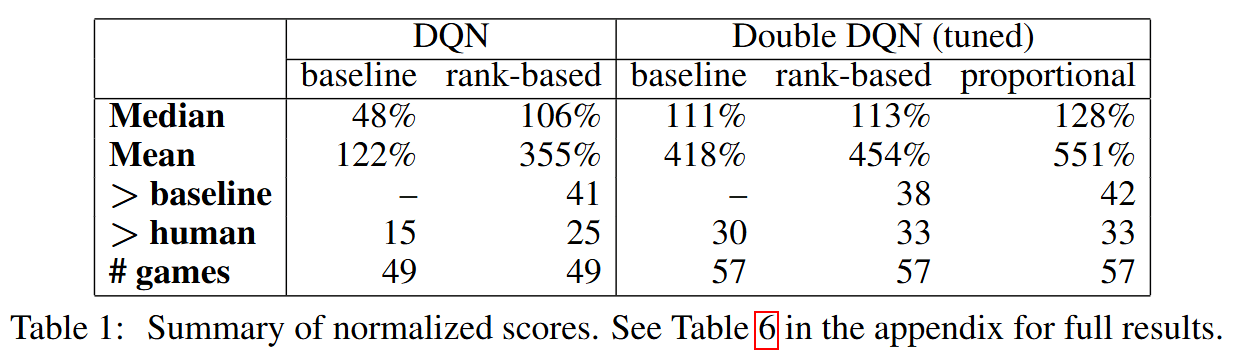 DQN Double DQN (tuned)
baseline rank-based baseline rank-based proportional
Median 48% 106% 111% 113% 128%
Mean 122% 355% 418% 454% 551%
> baseline – 41 – 38 42
> human 15 25 30 33 33
# games 49 49 57 57 57
Table 1: Summary of normalized scores. See Table 6 in the appendix for full results.